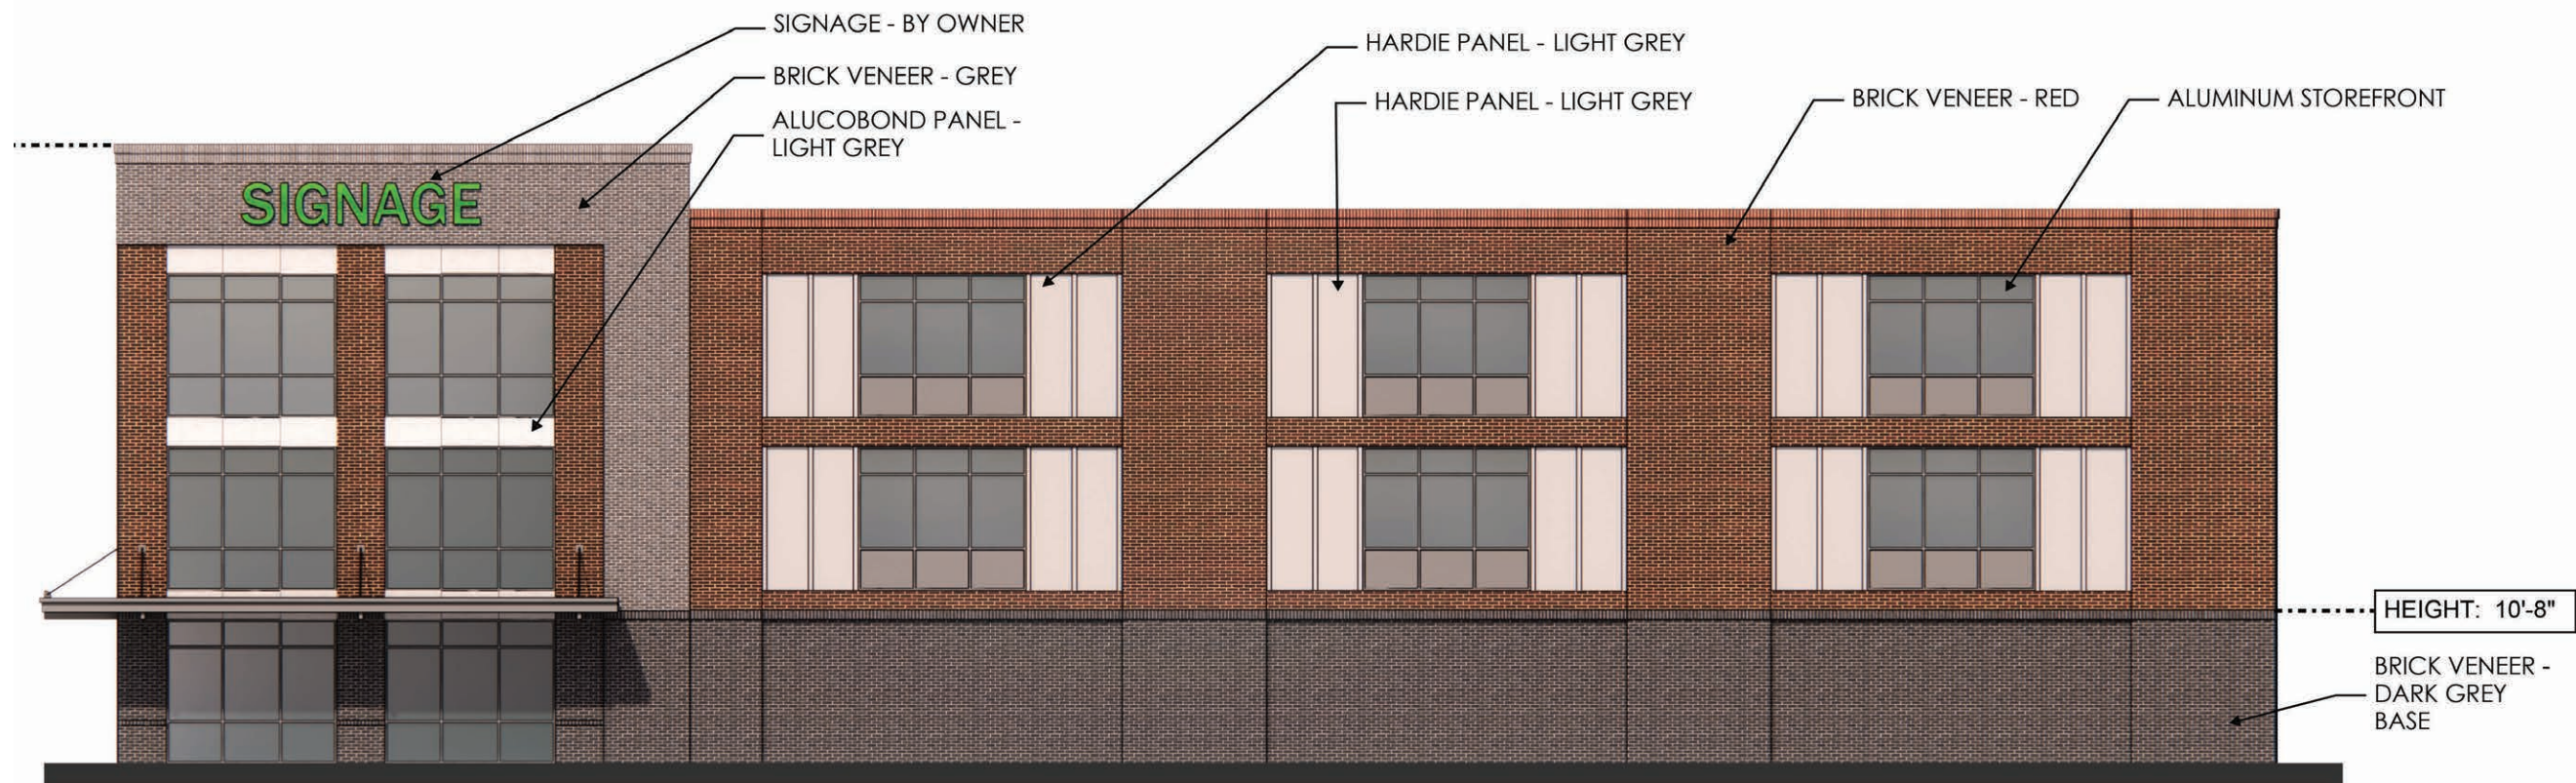 SIGNAGE - BY OWNER
BRICK VENEER - GREY
ALUCOBOND PANEL -
LIGHT GREY
HARDIE PANEL - LIGHT GREY
HARDIE PANEL - LIGHT GREY
BRICK VENEER - RED
ALUMINUM STOREFRONT
SIGNAGE
HEIGHT: 10'-8"
BRICK VENEER -
DARK GREY
BASE